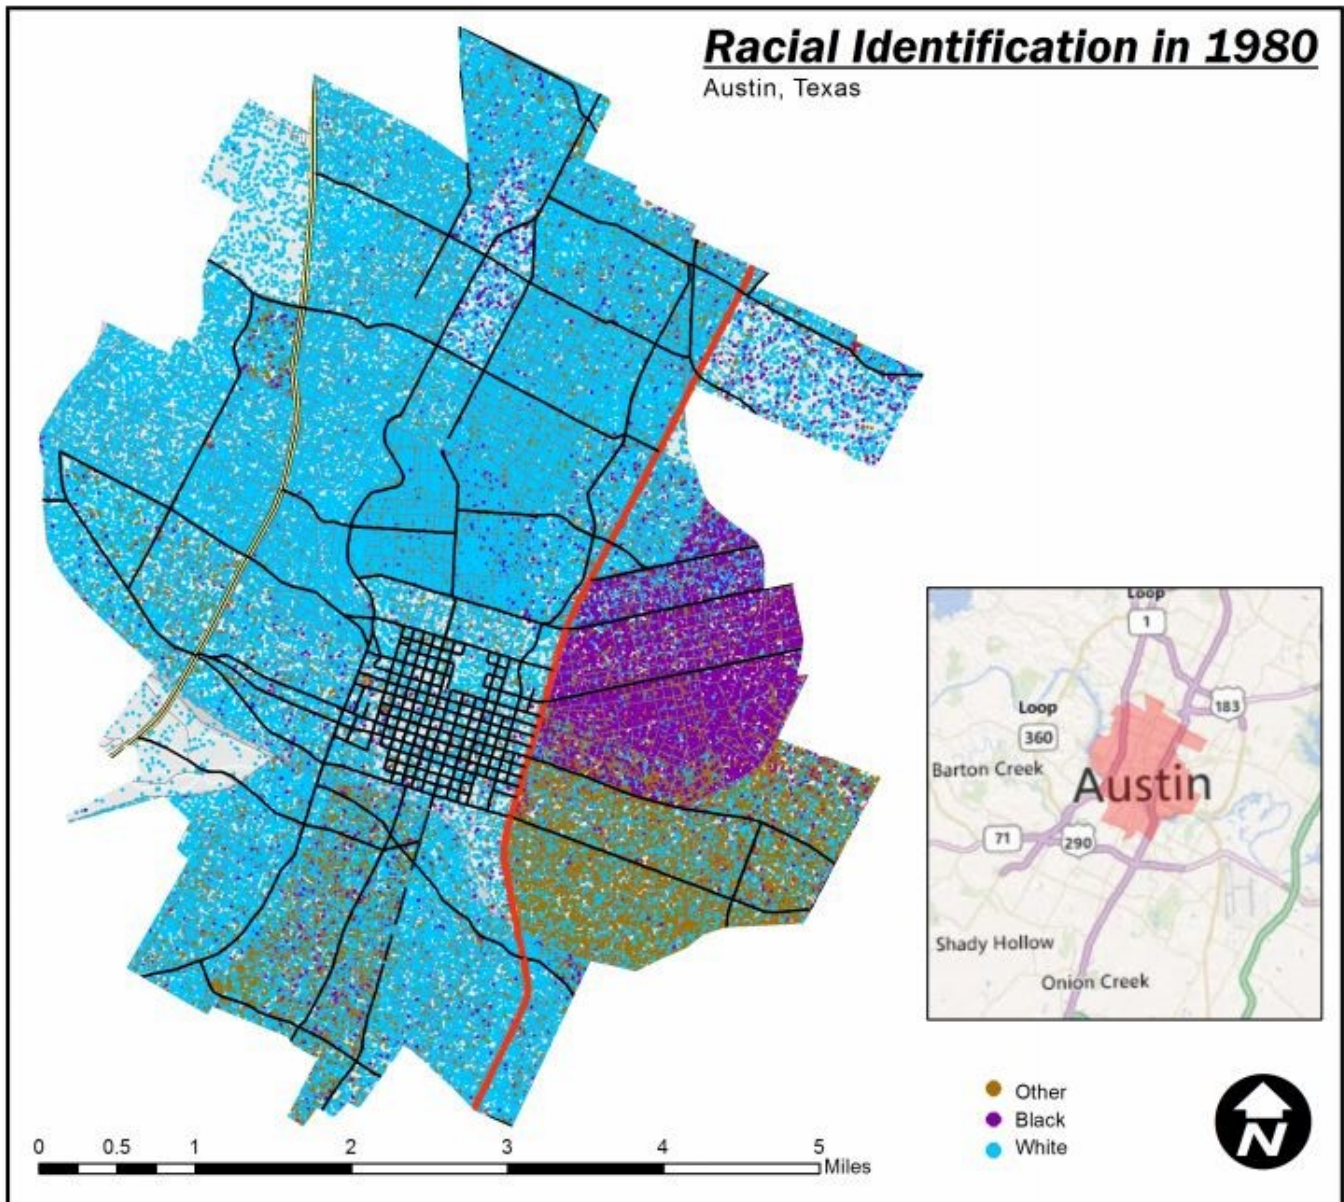 Racial Identification in 1980
Austin, Texas
Loop
1
183
Loop
360
Barton Creek
Austin
71
290
Shady Hollow
Onion Creek
Other
Black
White
N
0 0.5 1 2 3 4 5
Miles